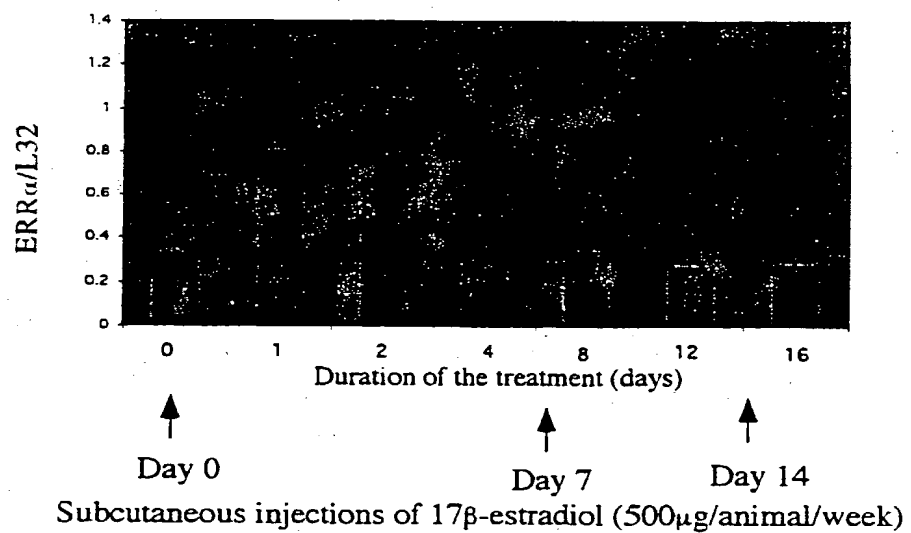 1.4
1.2
1
0.8
0.6
0.4
0.2
0
ERRα/L32
0 1 2 4 8 12 16
Duration of the treatment (days)
Day 0 Day 7 Day 14
Subcutaneous injections of 17β-estradiol (500µg/animal/week)